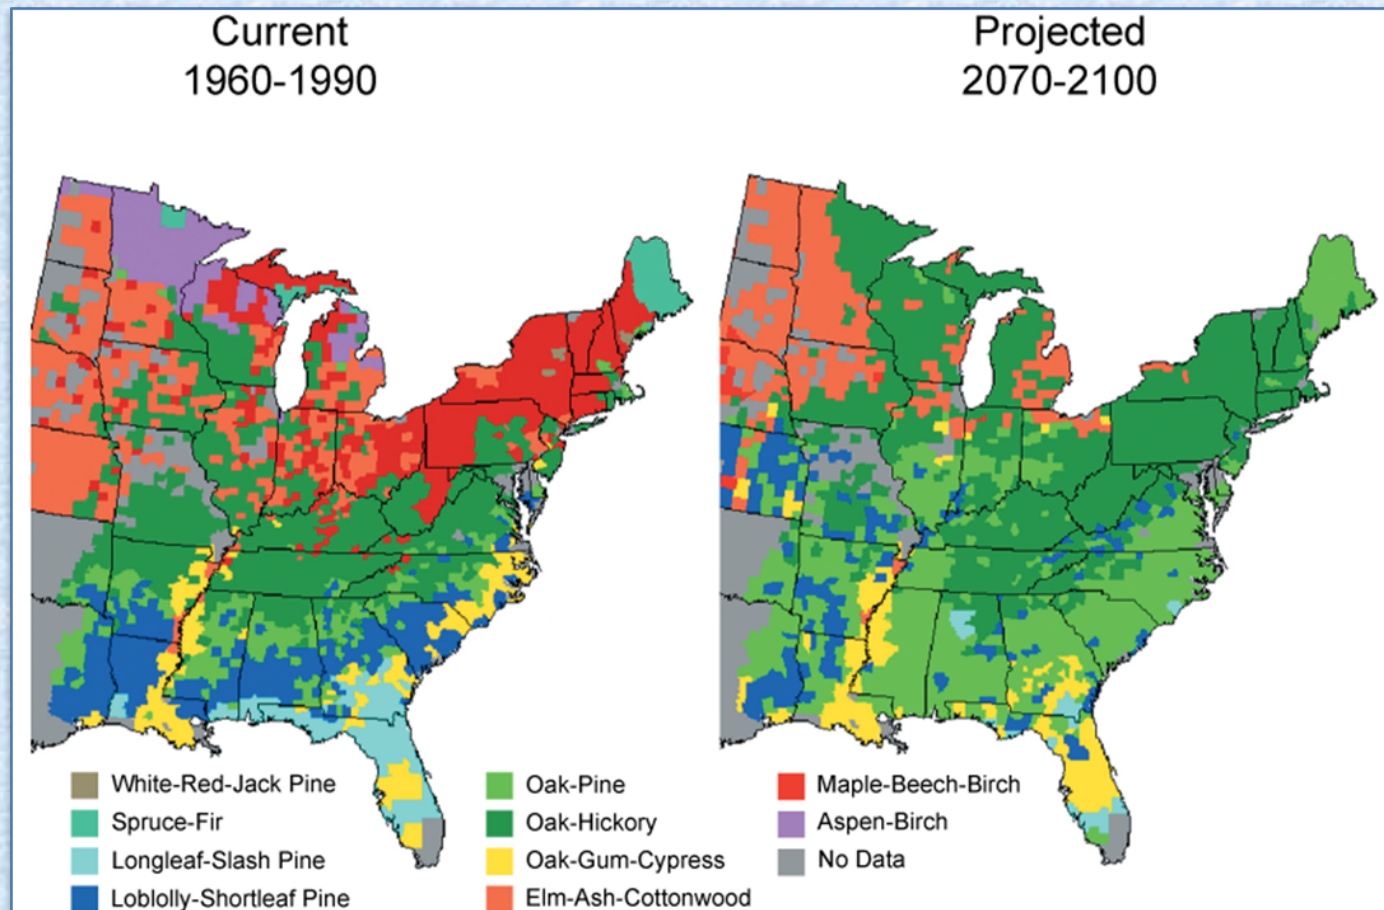 Current
1960-1990
Projected
2070-2100
White-Red-Jack Pine
Spruce-Fir
Longleaf-Slash Pine
Loblolly-Shortleaf Pine
Oak-Pine
Oak-Hickory
Oak-Gum-Cypress
Elm-Ash-Cottonwood
Maple-Beech-Birch
Aspen-Birch
No Data